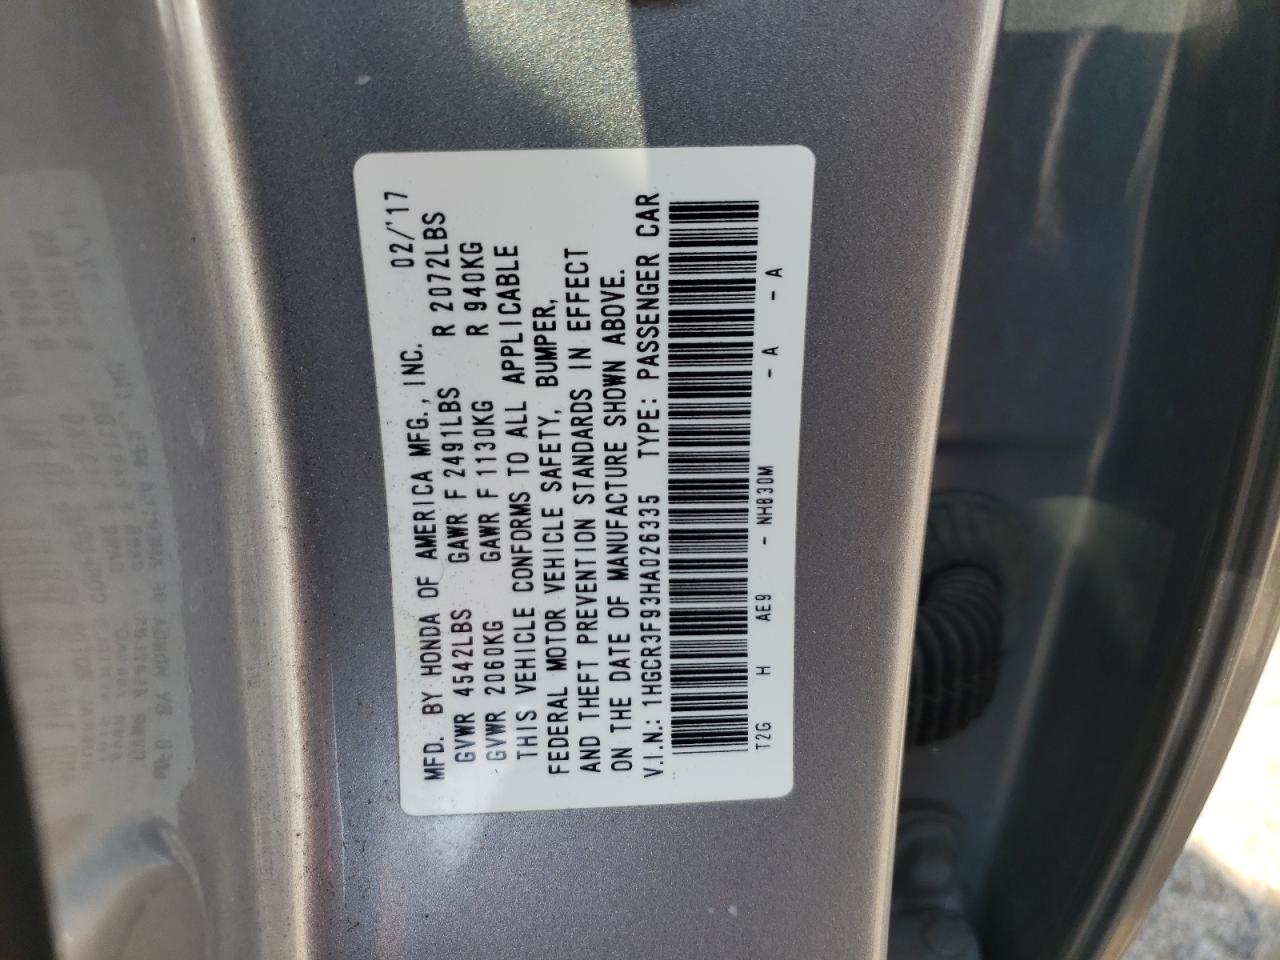 MFD. BY HONDA OF AMERICA MFG., INC. 02/'17
GVWR 4542LBS GAWR F 2491LBS R 2072LBS
GVWR 2060KG GAWR F 1130KG R 940KG
THIS VEHICLE CONFORMS TO ALL APPLICABLE
FEDERAL MOTOR VEHICLE SAFETY, BUMPER,
AND THEFT PREVENTION STANDARDS IN EFFECT
ON THE DATE OF MANUFACTURE SHOWN ABOVE.
V.I.N.: 1HGCR3F93HA026335 TYPE: PASSENGER CAR
T2G H AE9 - NH830M - A - A